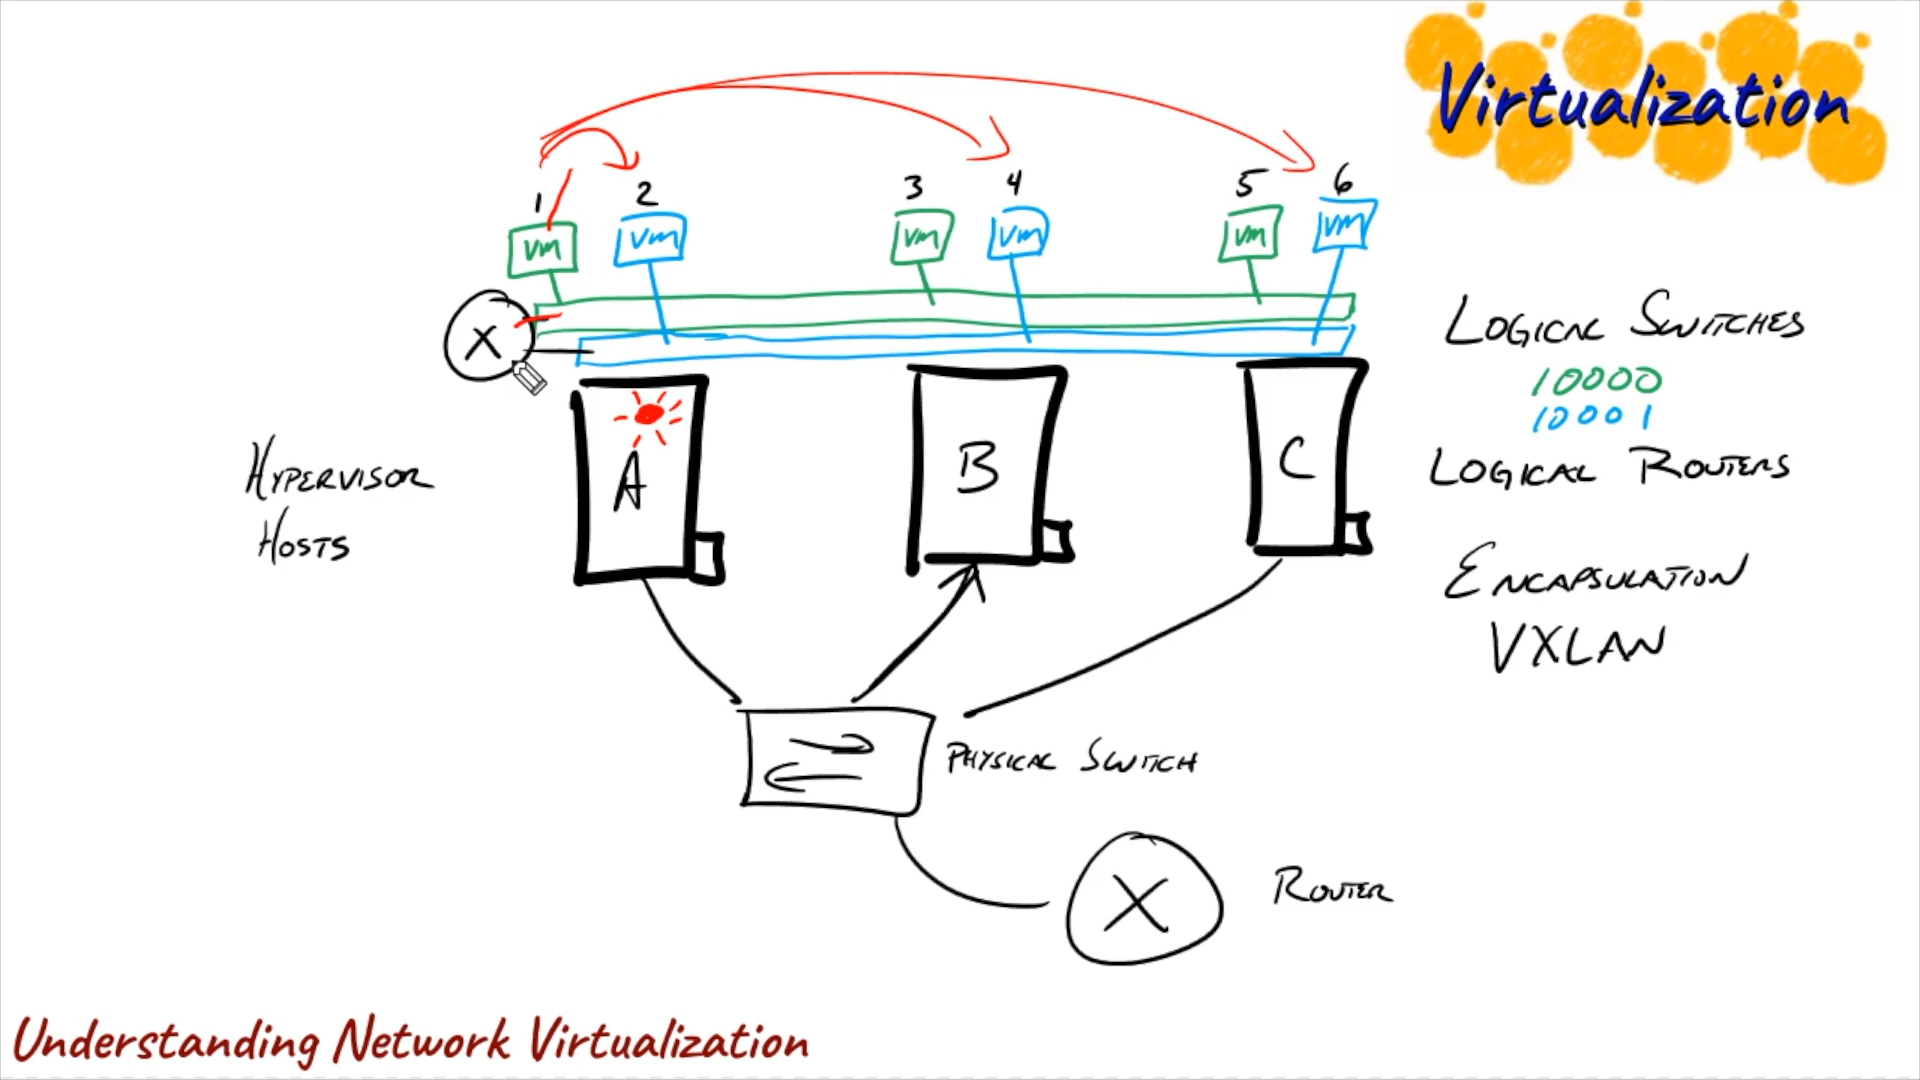 Virtualization
1 2 3 4 5 6
vm vm vm vm vm vm
X
LOGICAL SWITCHES
10000
10001
LOGICAL ROUTERS
A B C
HYPERVISOR
HOSTS
ENCAPSULATION
VXLAN
PHYSICAL SWITCH
X
ROUTER
Understanding Network Virtualization